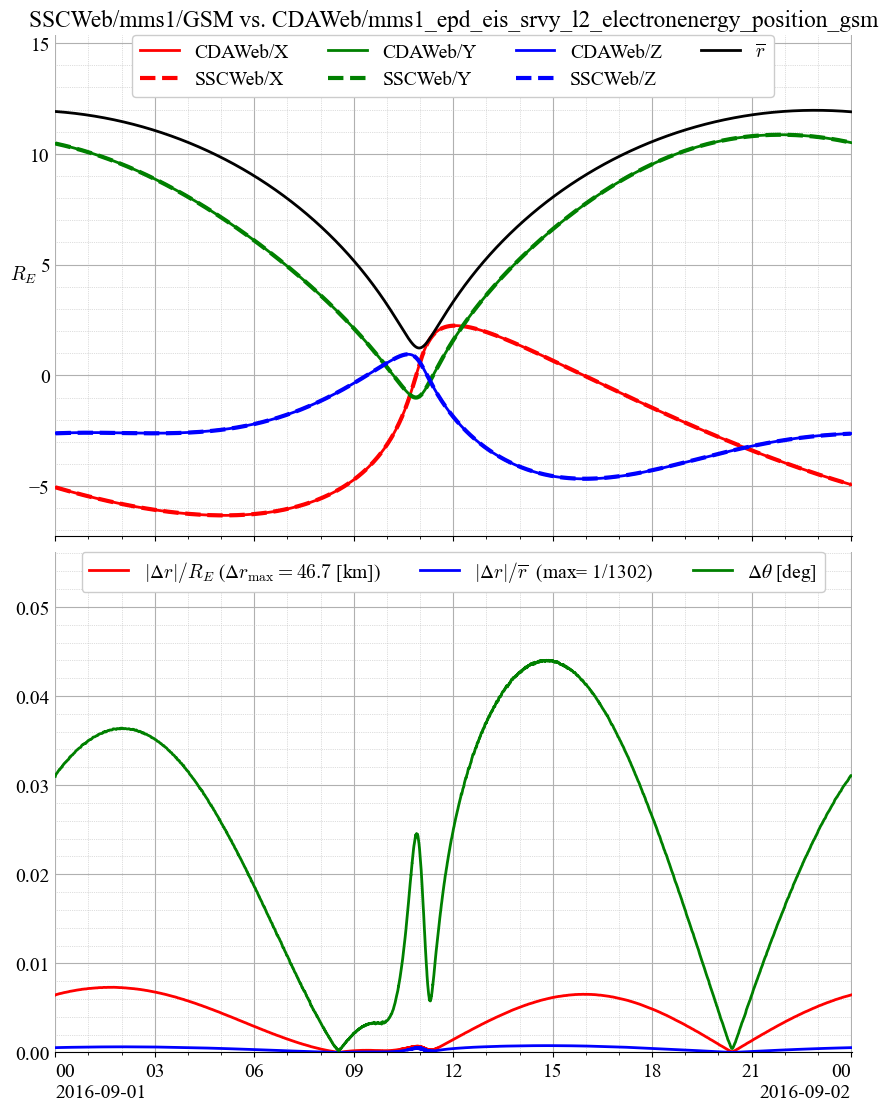 SSCWeb/mms1/GSM vs. CDAWeb/mms1_epd_eis_srvy_l2_electronenergy_position_gsm
CDAWeb/X CDAWeb/Y CDAWeb/Z r̅
SSCWeb/X SSCWeb/Y SSCWeb/Z
15
10
5
R_E
0
−5
|Δr|/R_E (Δr_max = 46.7 [km]) |Δr|/r̅ (max= 1/1302) Δθ [deg]
0.05
0.04
0.03
0.02
0.01
0.00
00 03 06 09 12 15 18 21 00
2016-09-01 2016-09-02